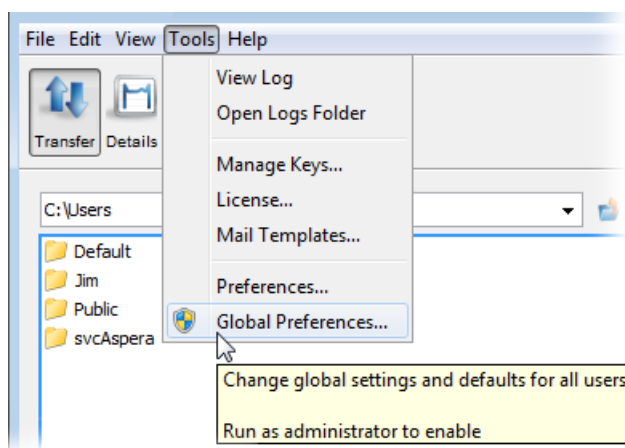 File Edit View Tools Help
View Log
Open Logs Folder
Transfer Details
Manage Keys...
License...
C:\Users
Mail Templates...
Default
Jim
Preferences...
Public
Global Preferences...
svcAspera
Change global settings and defaults for all users
Run as administrator to enable